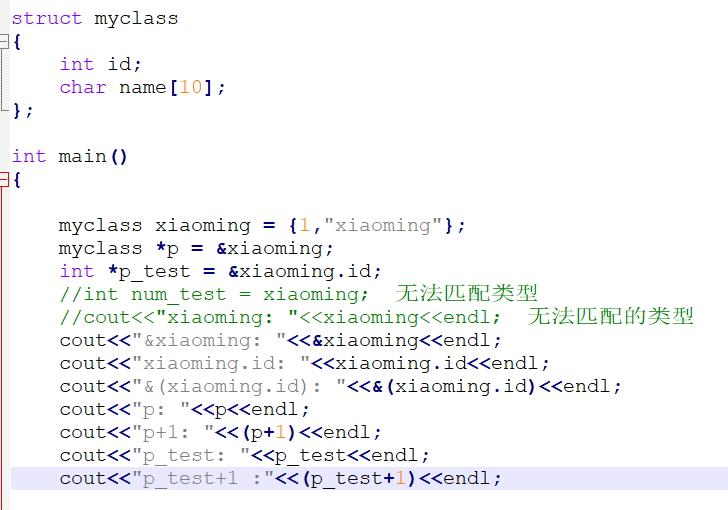 struct myclass
{
    int id;
    char name[10];
};

int main()
{

    myclass xiaoming = {1,"xiaoming"};
    myclass *p = &xiaoming;
    int *p_test = &xiaoming.id;
    //int num_test = xiaoming;  无法匹配类型
    //cout<<"xiaoming: "<<xiaoming<<endl;  无法匹配的类型
    cout<<"&xiaoming: "<<&xiaoming<<endl;
    cout<<"xiaoming.id: "<<xiaoming.id<<endl;
    cout<<"&(xiaoming.id): "<<&(xiaoming.id)<<endl;
    cout<<"p: "<<p<<endl;
    cout<<"p+1: "<<(p+1)<<endl;
    cout<<"p_test: "<<p_test<<endl;
    cout<<"p_test+1 :"<<(p_test+1)<<endl;